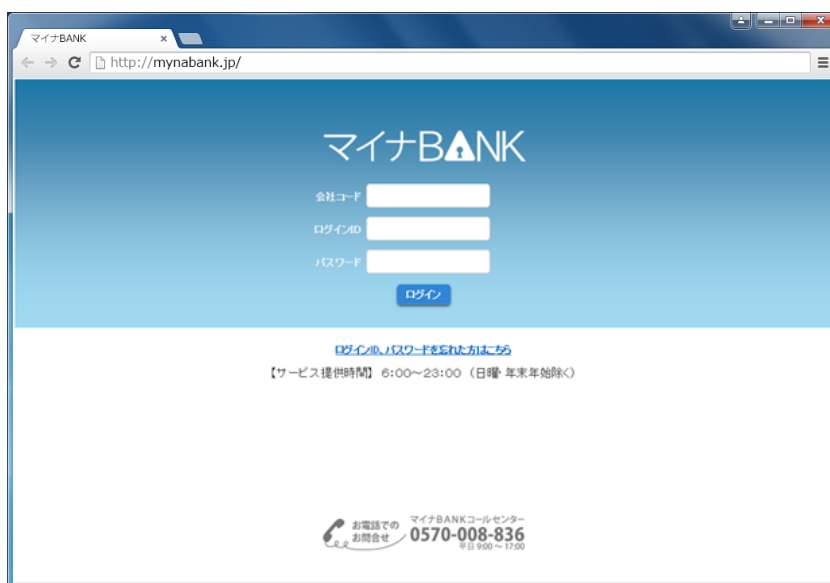 マイナBANK
http://mynabank.jp/
マイナBANK
会社コード
ログインID
パスワード
ログイン
ログインID、パスワードを忘れた方はこちら
【サービス提供時間】 6:00～23:00 （日曜・年末年始除く）
お電話での
お問合せ
マイナBANKコールセンター
0570-008-836
平日 9:00～17:00